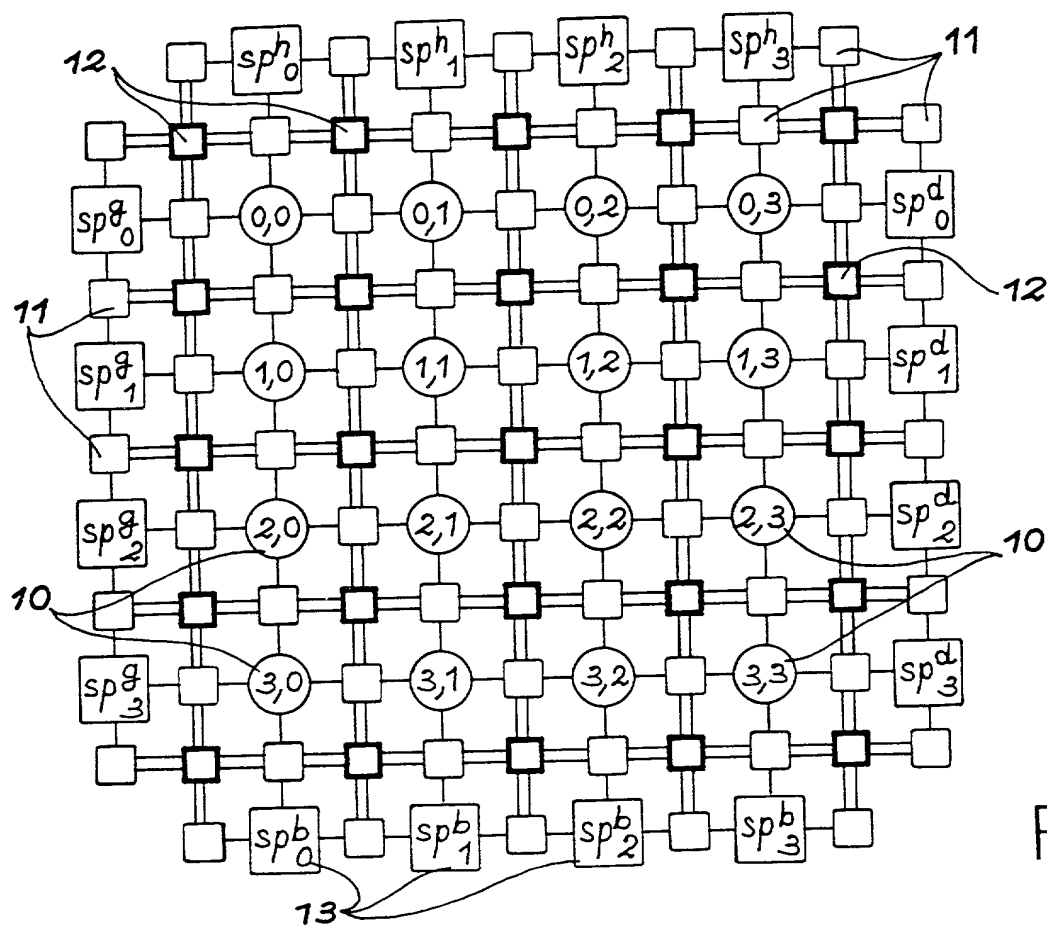 sp^h_0 sp^h_1 sp^h_2 sp^h_3 11
12
sp^g_0 0,0 0,1 0,2 0,3 sp^d_0
12
11
sp^g_1 1,0 1,1 1,2 1,3 sp^d_1
sp^g_2 2,0 2,1 2,2 2,3 sp^d_2
10 10
sp^g_3 3,0 3,1 3,2 3,3 sp^d_3
sp^b_0 sp^b_1 sp^b_2 sp^b_3
13